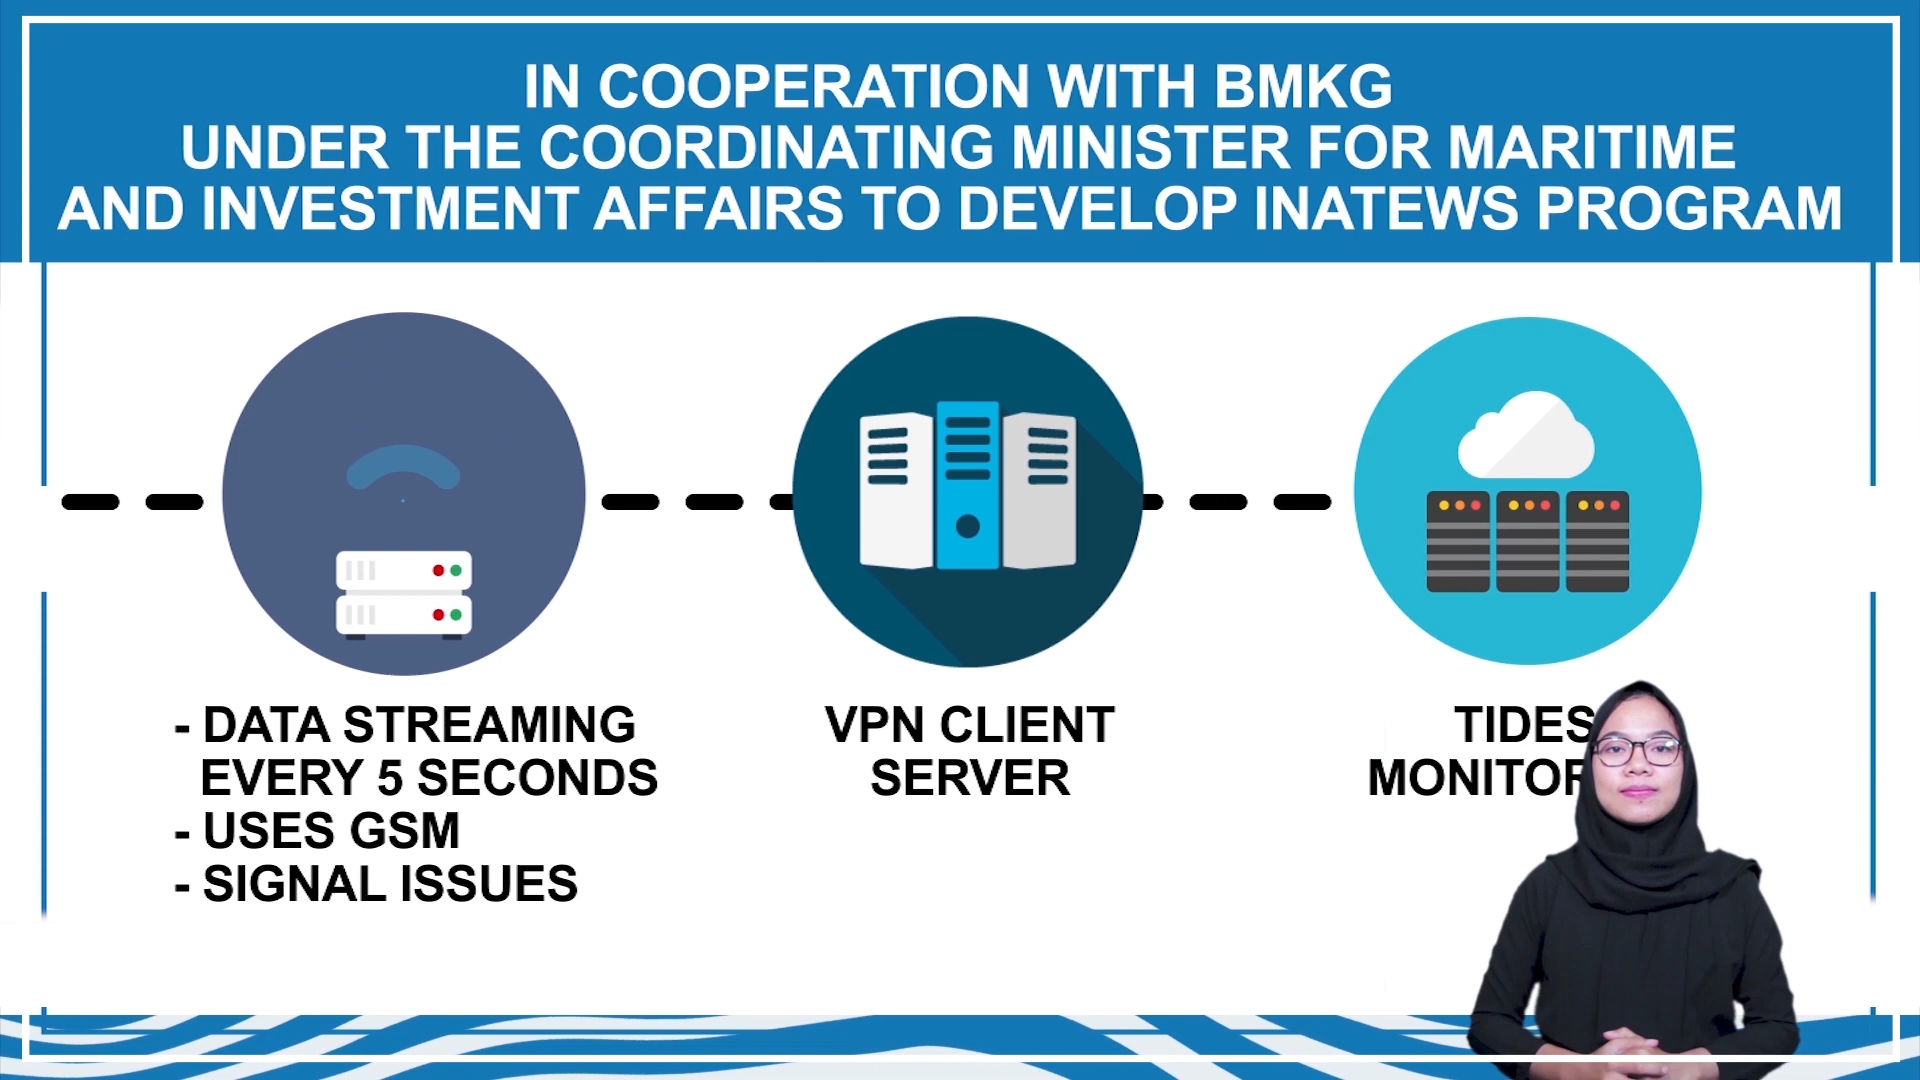 IN COOPERATION WITH BMKG
UNDER THE COORDINATING MINISTER FOR MARITIME
AND INVESTMENT AFFAIRS TO DEVELOP INATEWS PROGRAM
- DATA STREAMING
EVERY 5 SECONDS
- USES GSM
- SIGNAL ISSUES
VPN CLIENT
SERVER
TIDES